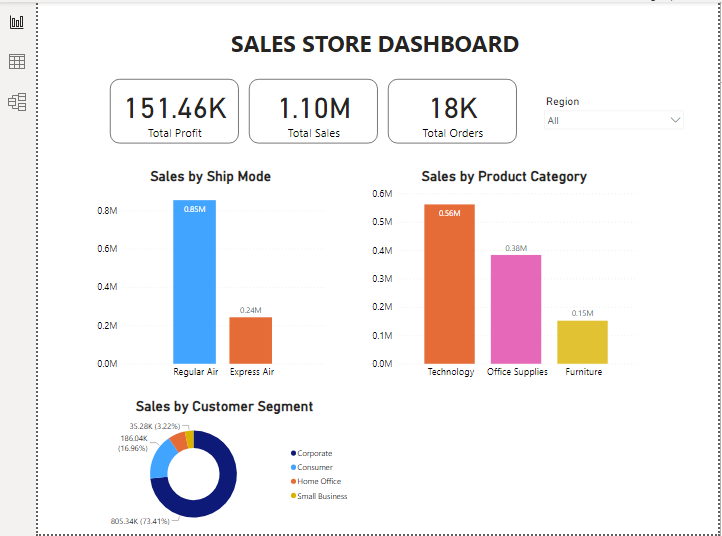 SALES STORE DASHBOARD
151.46K
Total Profit
1.10M
Total Sales
18K
Total Orders
Region
All
Sales by Ship Mode
0.8M
0.6M
0.4M
0.2M
0.0M
0.85M
0.24M
Regular Air
Express Air
Sales by Product Category
0.6M
0.5M
0.4M
0.3M
0.2M
0.1M
0.0M
0.56M
0.38M
0.15M
Technology
Office Supplies
Furniture
Sales by Customer Segment
35.28K (3.22%)
186.04K
(16.96%)
805.34K (73.41%)
Corporate
Consumer
Home Office
Small Business